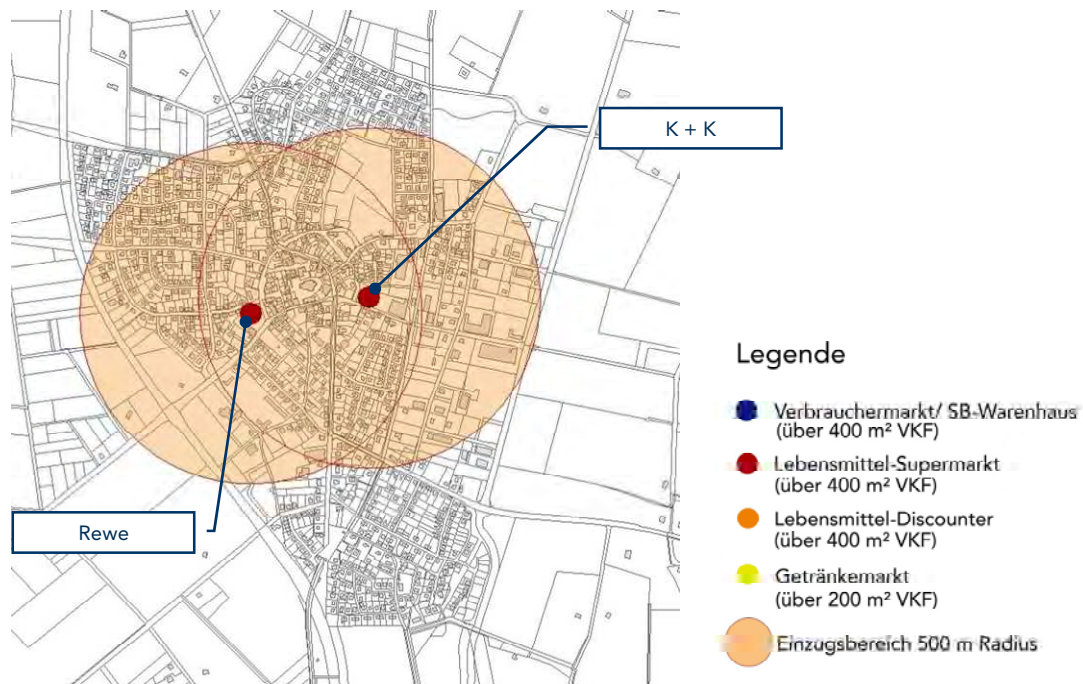 K + K
Rewe
Legende
Verbrauchermarkt/ SB-Warenhaus
(über 400 m² VKF)
Lebensmittel-Supermarkt
(über 400 m² VKF)
Lebensmittel-Discounter
(über 400 m² VKF)
Getränkemarkt
(über 200 m² VKF)
Einzugsbereich 500 m Radius